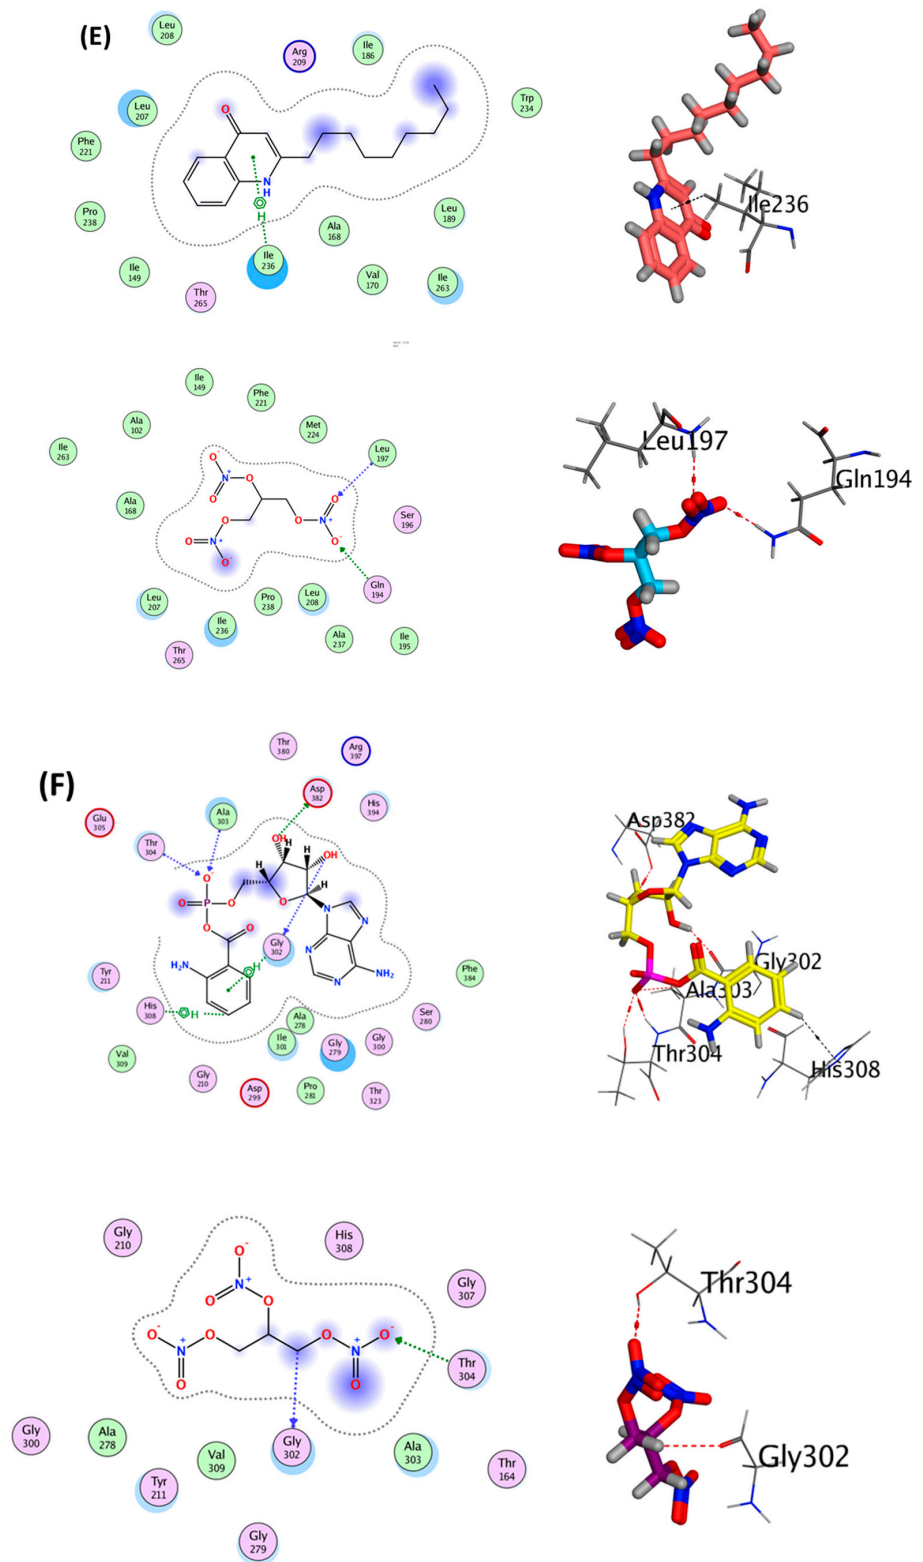 (E)
Leu
208
Arg
209
Ile
186
Leu
207
Trp
234
Phe
221
O
N
H
H
Leu
189
Pro
238
Ala
168
Ile
236
Ile
149
Thr
265
Val
170
Ile
263
Ile236
Ile
149
Phe
221
Ala
102
Met
224
Ile
263
Leu
197
Ala
168
Ser
196
Gln
194
Leu
207
Ile
236
Pro
238
Leu
208
Ala
237
Ile
195
Thr
265
O
O
N+
O
O
N+
O-
O
O
N+
O-
O
Leu197
Gln194
(F)
Thr
380
Arg
397
Asp
382
His
394
Glu
305
Ala
303
Thr
304
OH
H
H
OH
H
H
O-
O
P
O
O
O
O
N
N
N
N
NH2
H2N
Gly
302
H
H
Tyr
211
His
308
Phe
384
Ser
280
Ala
278
Ile
301
Gly
279
Gly
300
Val
309
Gly
210
Asp
299
Pro
281
Thr
323
Asp382
Gly302
Ala303
Thr304
His308
Gly
210
His
308
Gly
307
Thr
304
O-
N+
O
O
O-
N+
O
O
O
N+
O-
O
Gly
300
Ala
278
Val
309
Gly
302
Ala
303
Thr
164
Tyr
211
Gly
279
Thr304
Gly302